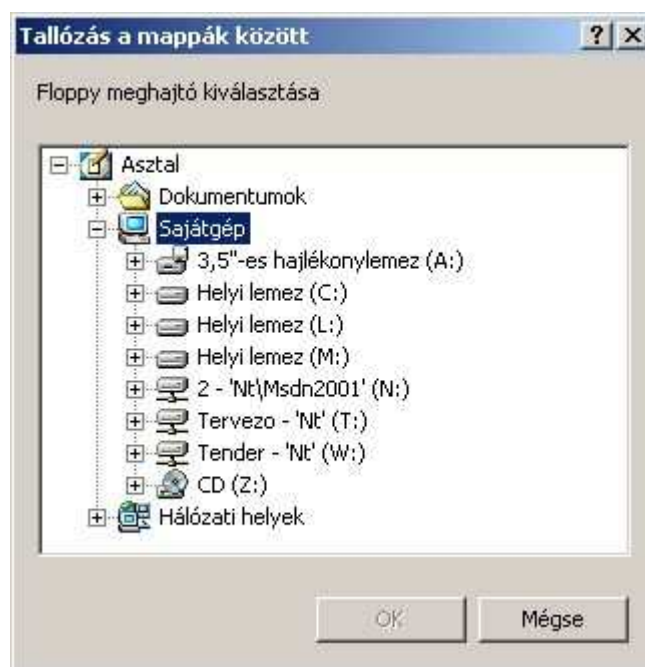 Tallózás a mappák között
Floppy meghajtó kiválasztása
Asztal
Dokumentumok
Sajátgép
3,5"-es hajlékonylemez (A:)
Helyi lemez (C:)
Helyi lemez (L:)
Helyi lemez (M:)
2 - 'Nt\Msdn2001' (N:)
Tervezo - 'Nt' (T:)
Tender - 'Nt' (W:)
CD (Z:)
Hálózati helyek
OK Mégse